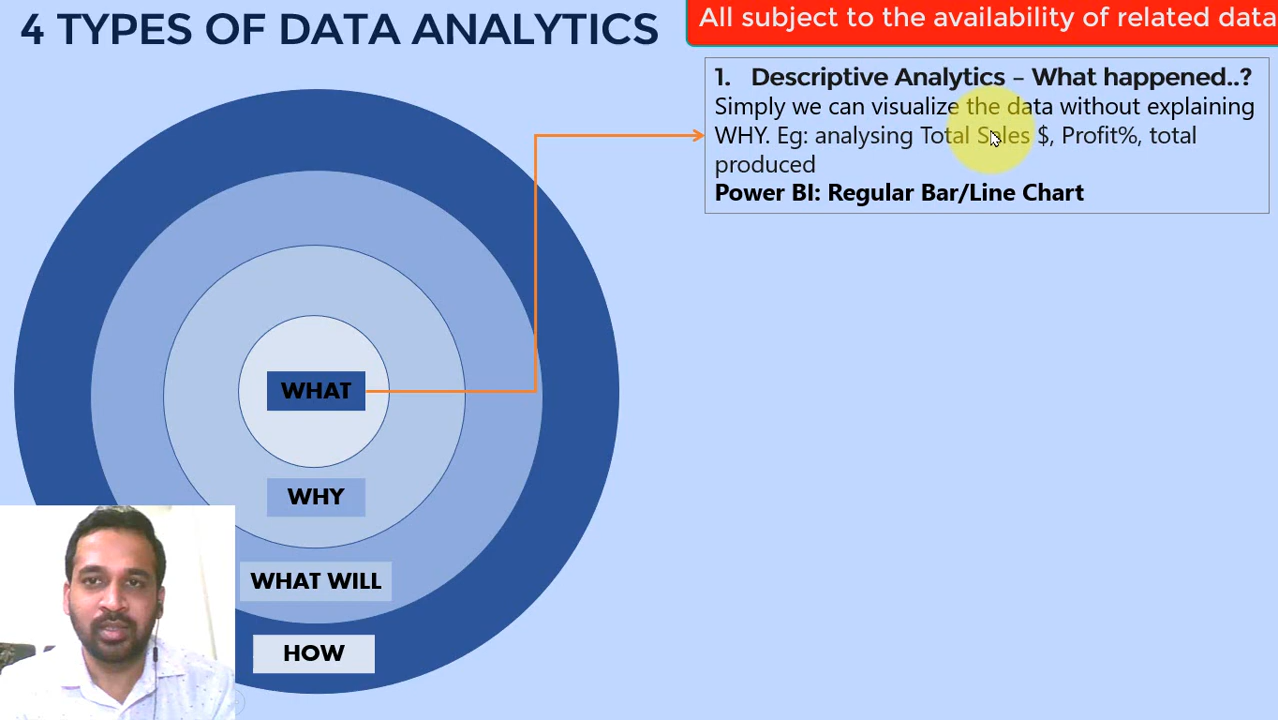 4 TYPES OF DATA ANALYTICS
All subject to the availability of related data
1. Descriptive Analytics – What happened..?
Simply we can visualize the data without explaining
WHY. Eg: analysing Total Sales $, Profit%, total
produced
Power BI: Regular Bar/Line Chart
WHAT
WHY
WHAT WILL
HOW